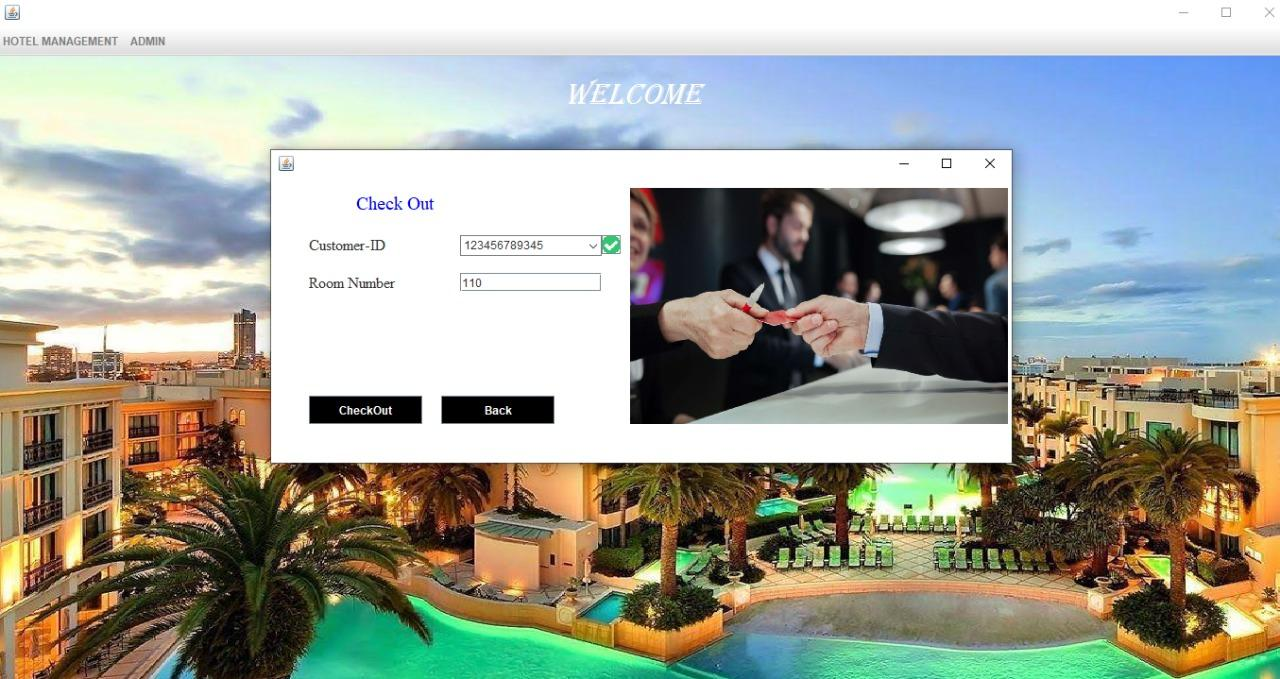 HOTEL MANAGEMENT ADMIN
WELCOME
Check Out
Customer-ID 123456789345
Room Number 110
CheckOut Back